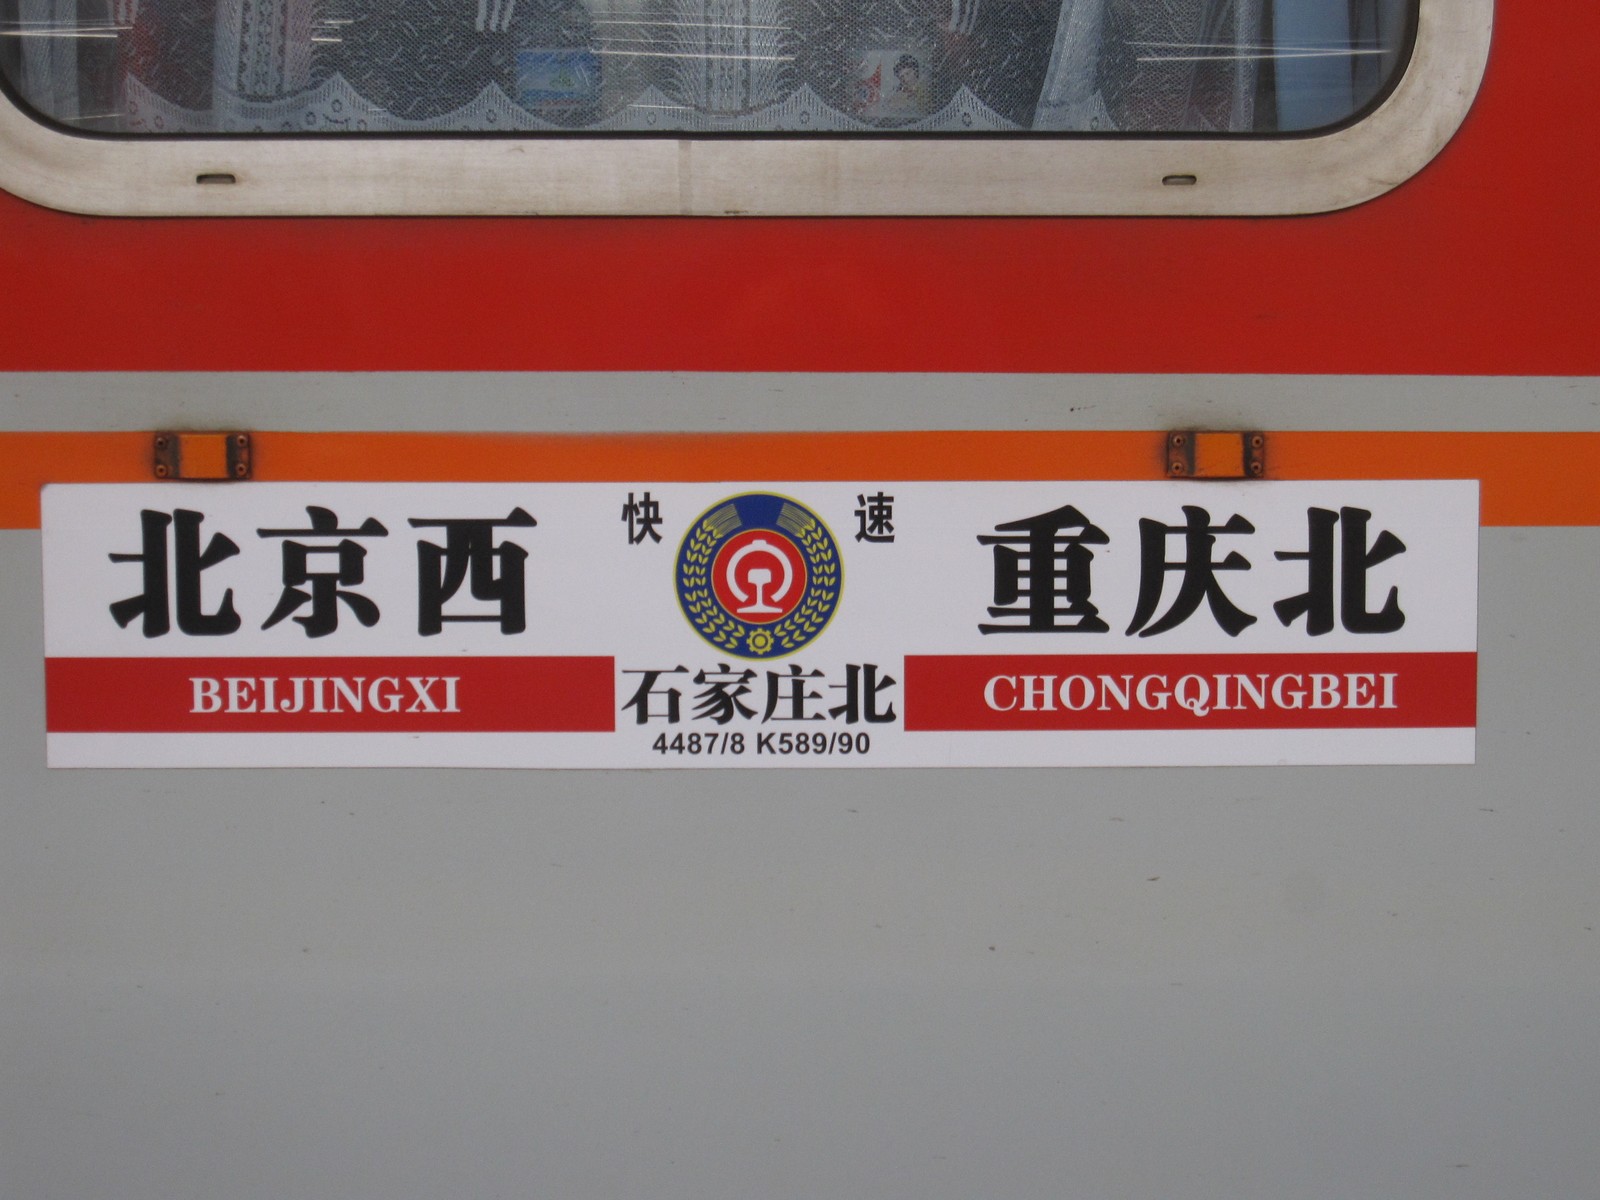 北京西
快 速
重庆北
BEIJINGXI
石家庄北
CHONGQINGBEI
4487/8 K589/90